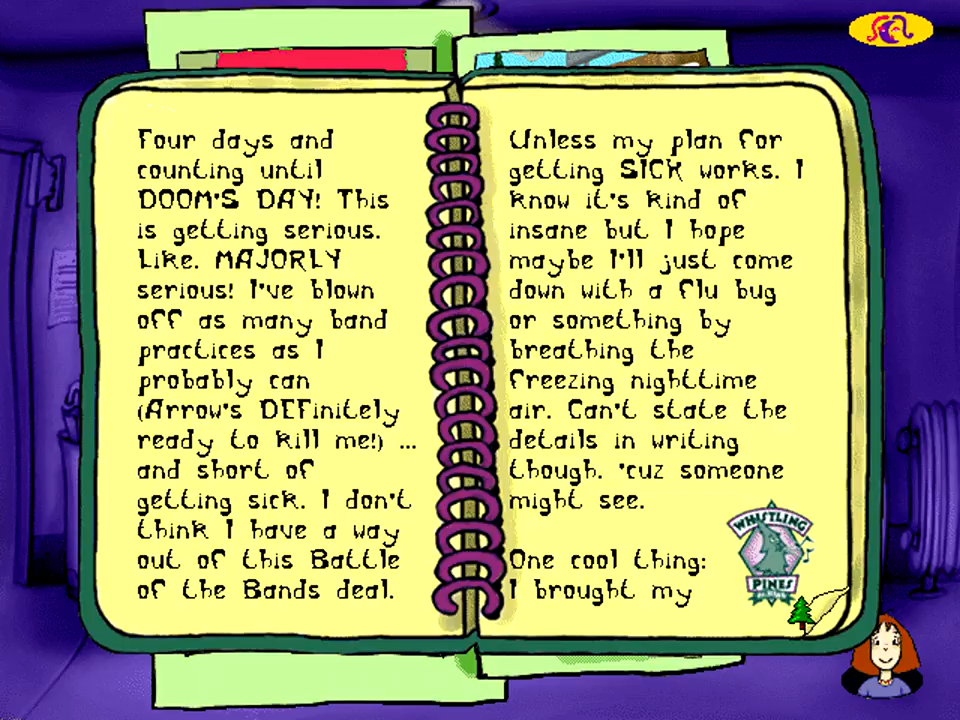 Four days and
counting until
DOOM'S DAY! This
is getting serious.
Like. MAJORLY
serious! I've blown
off as many band
practices as I
probably can
(Arrow's DEFinitely
ready to kill me!) ...
and short of
getting sick. I don't
think I have a way
out of this Battle
of the Bands deal.
Unless my plan for
getting SICK works. I
know it's kind of
insane but I hope
maybe I'll just come
down with a flu bug
or something by
breathing the
freezing nighttime
air. Can't state the
details in writing
though. 'cuz someone
might see.
One cool thing:
I brought my
WHISTLING
PINES